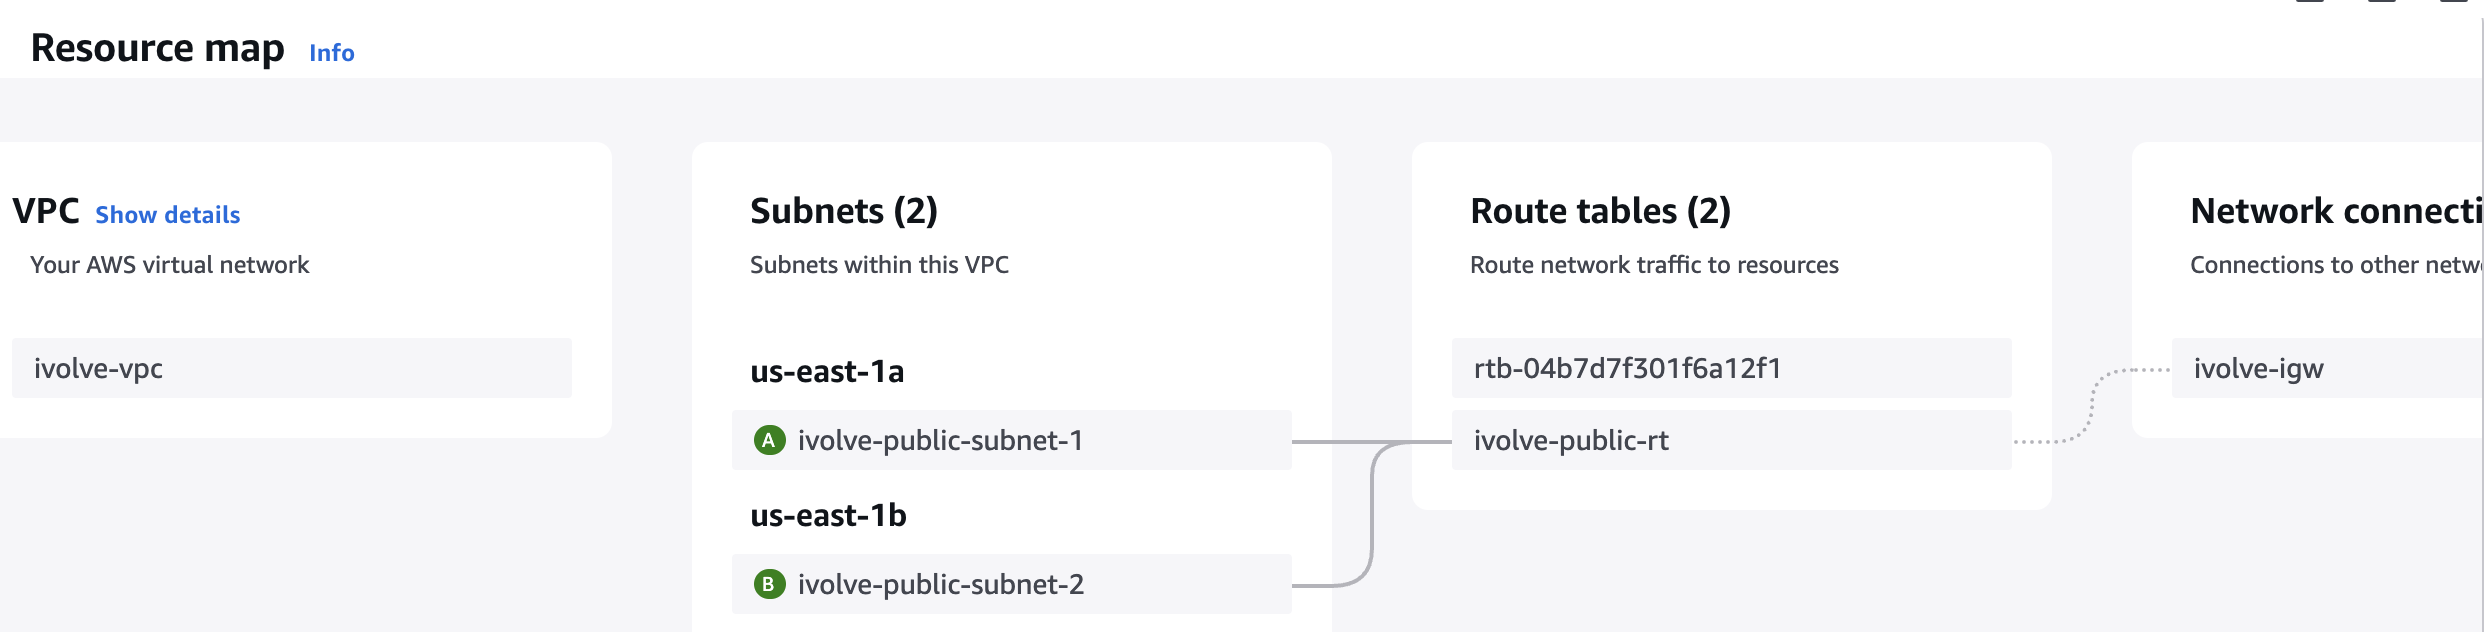 Resource map Info
VPC Show details
Your AWS virtual network
ivolve-vpc
Subnets (2)
Subnets within this VPC
us-east-1a
A ivolve-public-subnet-1
us-east-1b
B ivolve-public-subnet-2
Route tables (2)
Route network traffic to resources
rtb-04b7d7f301f6a12f1
ivolve-public-rt
Network connecti
Connections to other netw
ivolve-igw